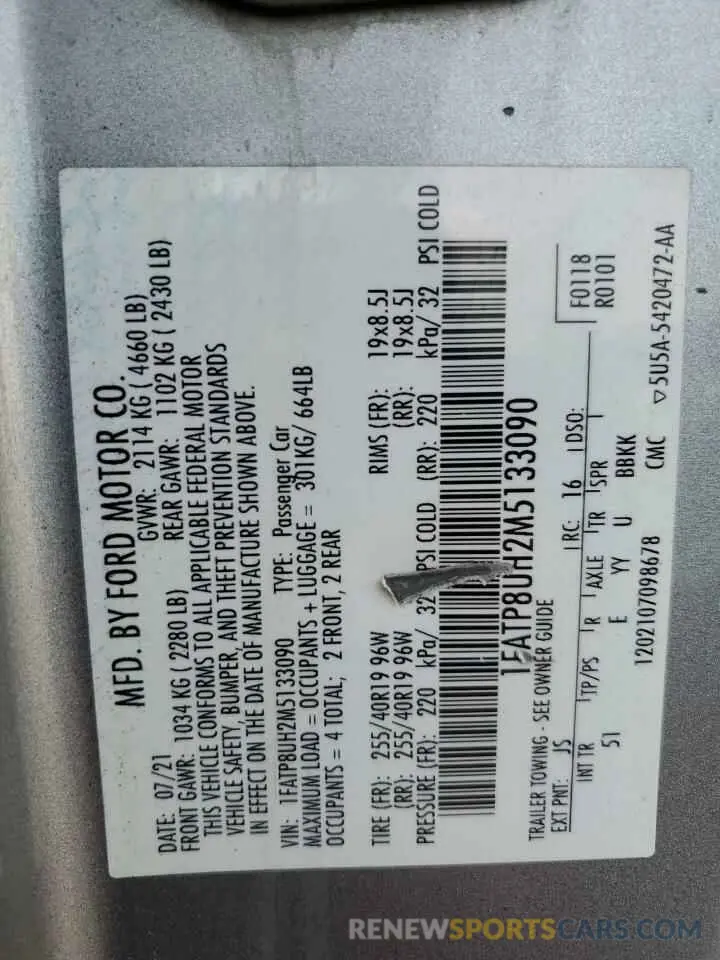 MFD. BY FORD MOTOR CO.
DATE: 07/21 GVWR: 2114 KG ( 4660 LB)
FRONT GAWR: 1034 KG ( 2280 LB) REAR GAWR: 1102 KG ( 2430 LB)
THIS VEHICLE CONFORMS TO ALL APPLICABLE FEDERAL MOTOR
VEHICLE SAFETY, BUMPER, AND THEFT PREVENTION STANDARDS
IN EFFECT ON THE DATE OF MANUFACTURE SHOWN ABOVE.
VIN: 1FATP8UH2M5133090 TYPE: Passenger Car
MAXIMUM LOAD = OCCUPANTS + LUGGAGE = 301KG/ 664LB
OCCUPANTS = 4 TOTAL; 2 FRONT, 2 REAR
TIRE (FR): 255/40R19 96W RIMS (FR): 19x8.5J
(RR): 255/40R19 96W (RR): 19x8.5J
PRESSURE (FR): 220 kPa/ 32 PSI COLD (RR): 220 kPa/ 32 PSI COLD
1FATP8UH2M5133090
TRAILER TOWING - SEE OWNER GUIDE
EXT PNT: JS RC: 16 DSO: F0118
R0101
INT TR TP/PS R AXLE TR SPR
51 E YY U BBKK
1202107098678 CMC ▽5U5A-5420472-AA
RENEWSPORTSCARS.COM